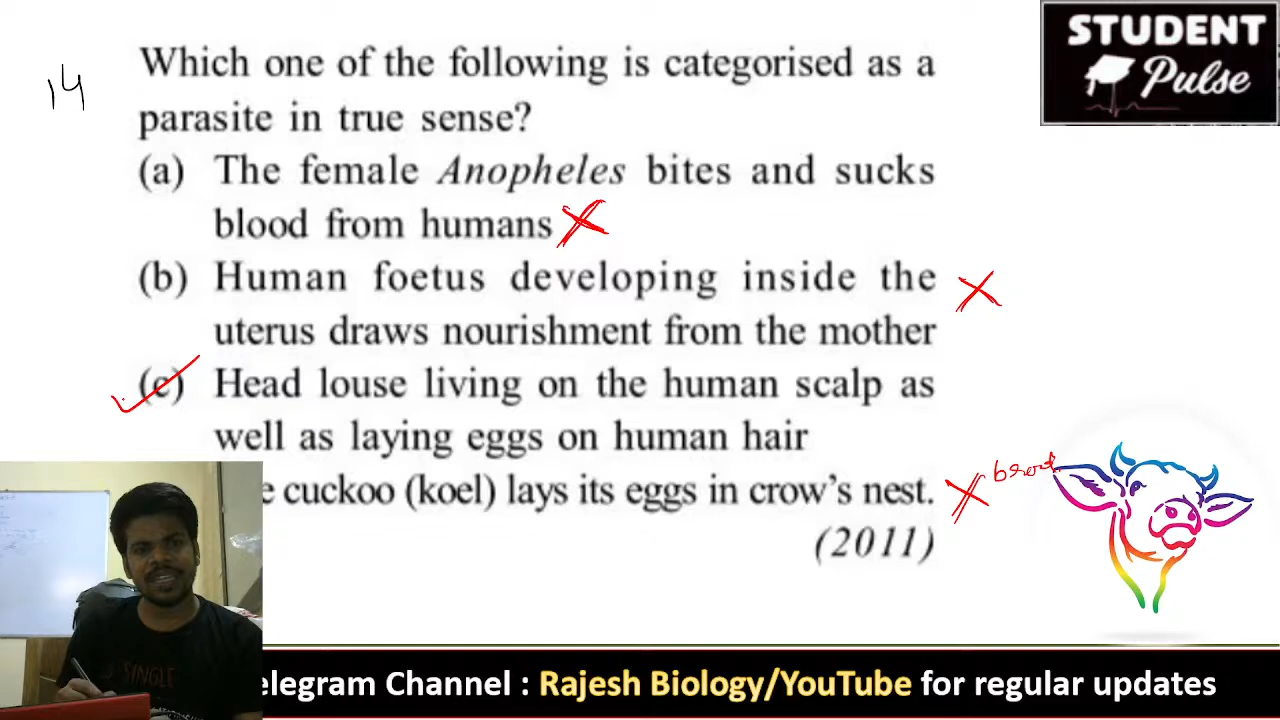 STUDENT
Pulse
14
Which one of the following is categorised as a
parasite in true sense?
(a) The female Anopheles bites and sucks
blood from humans
(b) Human foetus developing inside the
uterus draws nourishment from the mother
(c) Head louse living on the human scalp as
well as laying eggs on human hair
e cuckoo (koel) lays its eggs in crow's nest.
(2011)
SINGLE
elegram Channel : Rajesh Biology/YouTube for regular updates